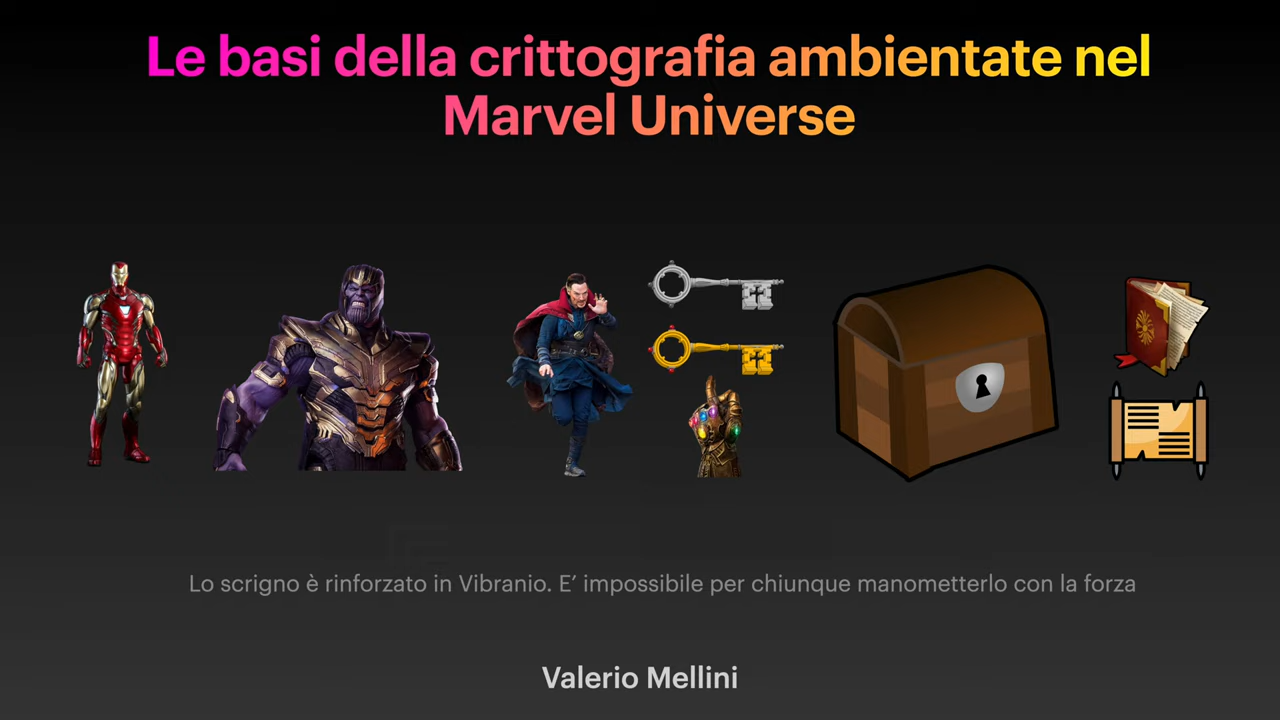 Le basi della crittografia ambientate nel
Marvel Universe
Lo scrigno è rinforzato in Vibranio. E’ impossibile per chiunque manometterlo con la forza
Valerio Mellini